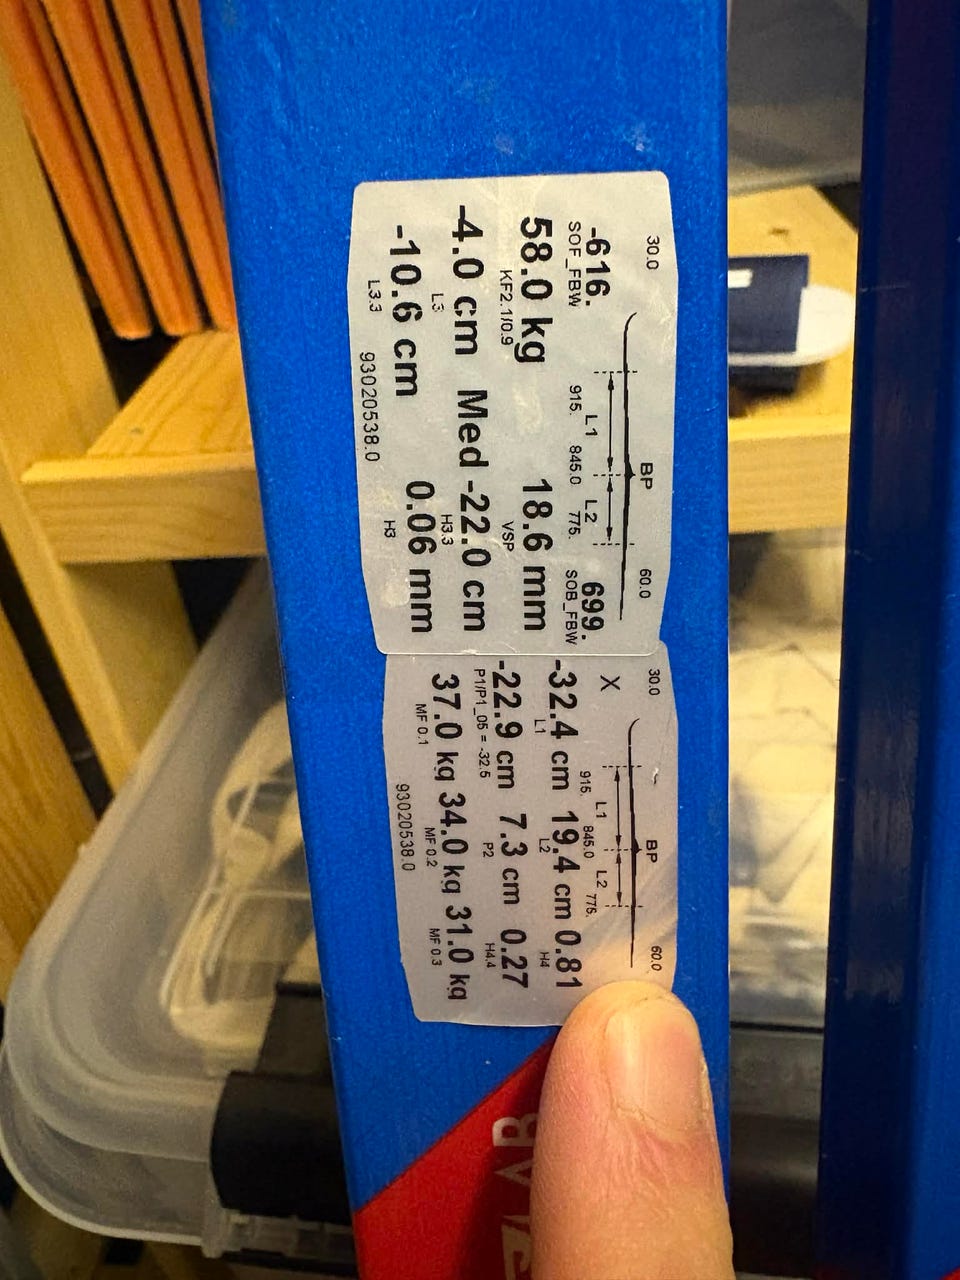 30.0 60.0
BP
L1 L2
915. 845.0 775.
-616. 699.
SOF_FBW SOB_FBW
58.0 kg 18.6 mm
KF2.1/0.9 VSP
-4.0 cm Med -22.0 cm
L3 H3.3
-10.6 cm 0.06 mm
L3.3 H3
93020538.0
30.0 60.0
BP
L1 L2
915. 845.0 775.
X
-32.4 cm 19.4 cm 0.81
L1 L2 H4
-22.9 cm 7.3 cm 0.27
P1/P1_05 = -32.5 P2 H4.4
37.0 kg 34.0 kg 31.0 kg
MF 0.1 MF 0.2 MF 0.3
93020538.0